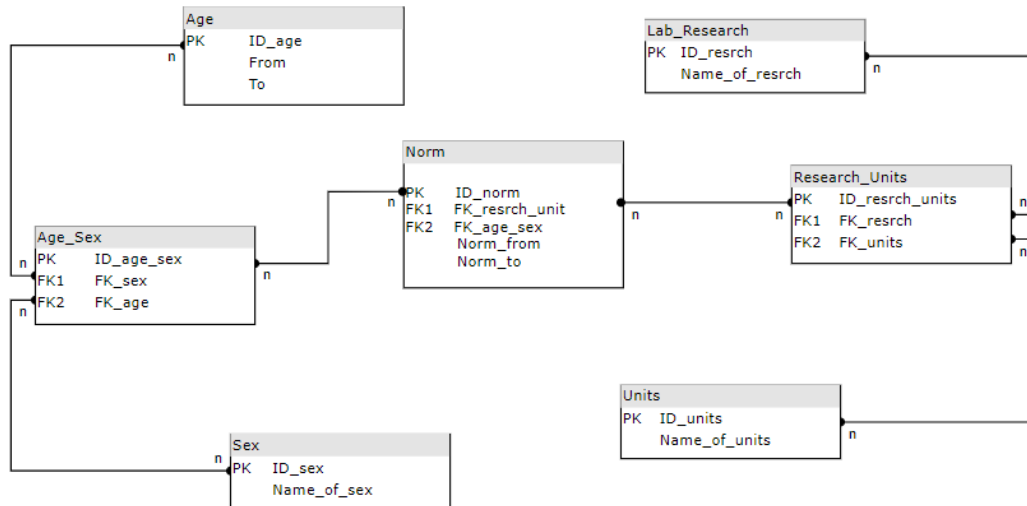 Age
PK ID_age
From
To
n
Lab_Research
PK ID_resrch
Name_of_resrch
n
Norm
PK ID_norm
FK1 FK_resrch_unit
FK2 FK_age_sex
Norm_from
Norm_to
n
n
Research_Units
PK ID_resrch_units
FK1 FK_resrch
FK2 FK_units
n
n
n
Age_Sex
PK ID_age_sex
FK1 FK_sex
FK2 FK_age
n
n
n
Units
PK ID_units
Name_of_units
n
Sex
PK ID_sex
Name_of_sex
n